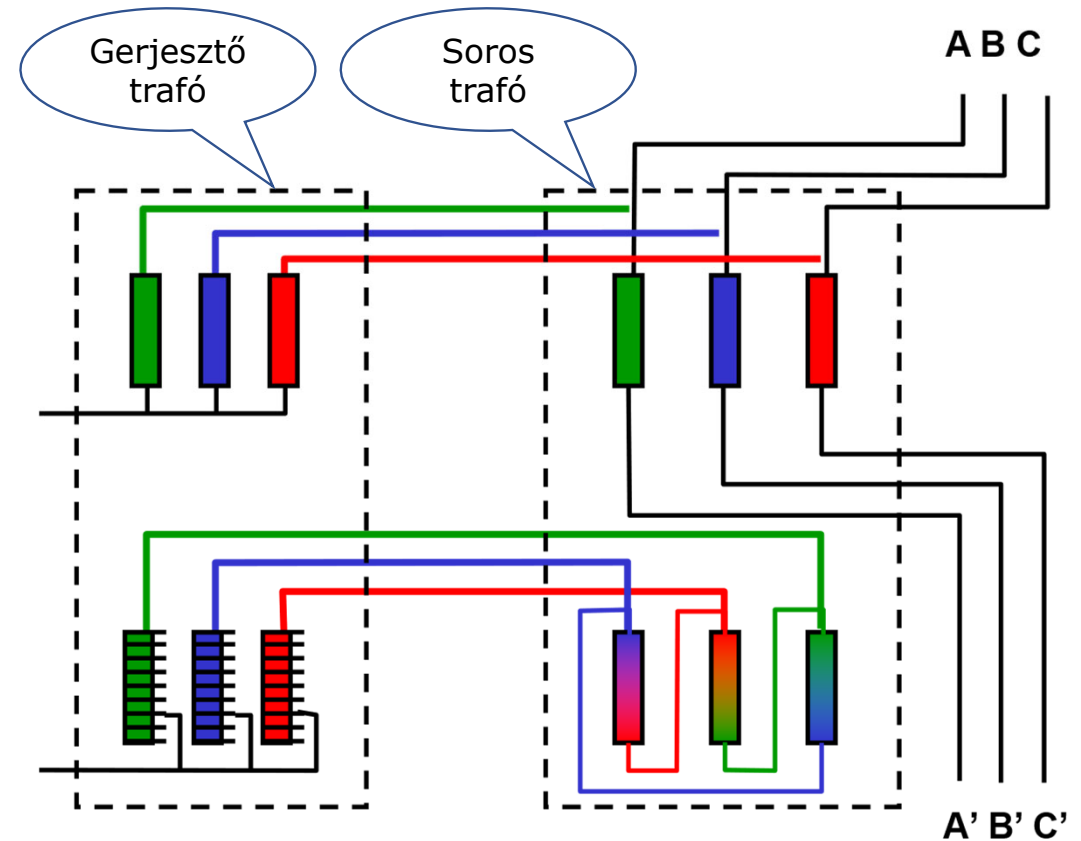 Gerjesztő
trafó
Soros
trafó
A B C
A’ B’ C’